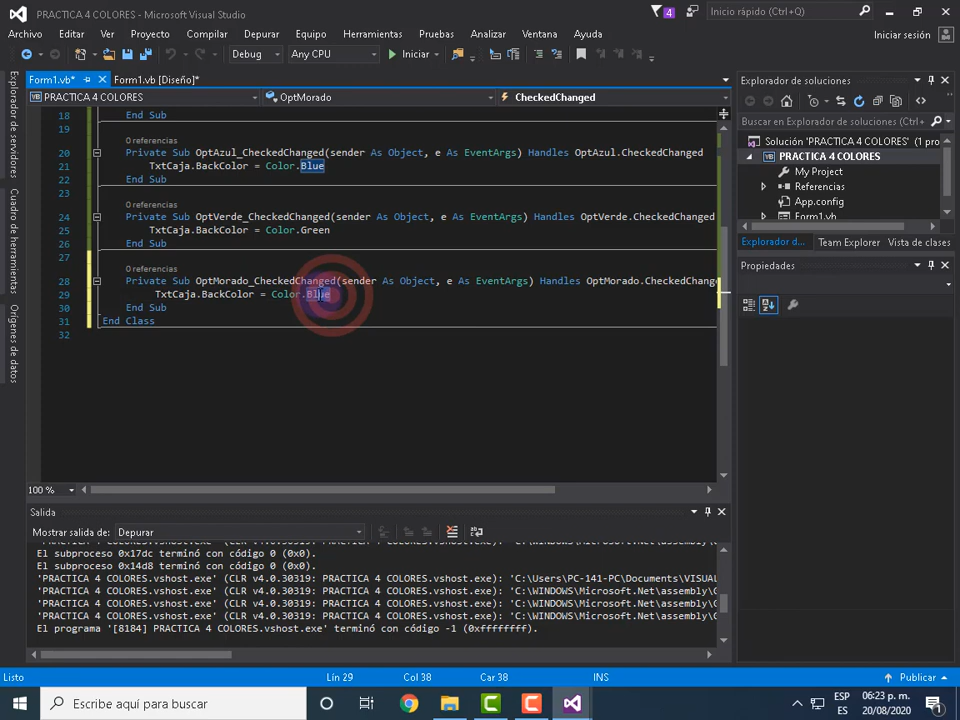 PRACTICA 4 COLORES - Microsoft Visual Studio
4
Inicio rápido (Ctrl+Q)
Archivo Editar Ver Proyecto Compilar Depurar Equipo Herramientas Pruebas Analizar Ventana Ayuda
Iniciar sesión
Debug Any CPU Iniciar
Form1.vb* Form1.vb [Diseño]*
PRACTICA 4 COLORES OptMorado CheckedChanged
18 End Sub
19
0 referencias
20 Private Sub OptAzul_CheckedChanged(sender As Object, e As EventArgs) Handles OptAzul.CheckedChanged
21 TxtCaja.BackColor = Color.Blue
22 End Sub
23
0 referencias
24 Private Sub OptVerde_CheckedChanged(sender As Object, e As EventArgs) Handles OptVerde.CheckedChanged
25 TxtCaja.BackColor = Color.Green
26 End Sub
27
0 referencias
28 Private Sub OptMorado_CheckedChanged(sender As Object, e As EventArgs) Handles OptMorado.CheckedChange
29 TxtCaja.BackColor = Color.Blue
30 End Sub
31 End Class
32
100 %
Explorador de servidores
Cuadro de herramientas
Orígenes de datos
Salida
Mostrar salida de: Depurar
El subproceso 0x17dc terminó con código 0 (0x0).
El subproceso 0x14d8 terminó con código 0 (0x0).
'PRACTICA 4 COLORES.vshost.exe' (CLR v4.0.30319: PRACTICA 4 COLORES.vshost.exe): 'C:\Users\PC-141-PC\Documents\VISUAL
'PRACTICA 4 COLORES.vshost.exe' (CLR v4.0.30319: PRACTICA 4 COLORES.vshost.exe): 'C:\WINDOWS\Microsoft.Net\assembly\G
'PRACTICA 4 COLORES.vshost.exe' (CLR v4.0.30319: PRACTICA 4 COLORES.vshost.exe): 'C:\WINDOWS\Microsoft.Net\assembly\G
'PRACTICA 4 COLORES.vshost.exe' (CLR v4.0.30319: PRACTICA 4 COLORES.vshost.exe): 'C:\WINDOWS\Microsoft.Net\assembly\G
El programa '[8184] PRACTICA 4 COLORES.vshost.exe' terminó con código -1 (0xffffffff).
Explorador de soluciones
Buscar en Explorador de soluciones (Ctrl+
Solución "PRACTICA 4 COLORES" (1 pro
PRACTICA 4 COLORES
My Project
Referencias
App.config
Form1.vb
Explorador d... Team Explorer Vista de clases
Propiedades
Listo Lín 29 Col 38 Car 38 INS Publicar
Escribe aquí para buscar
ESP
ES
06:23 p. m.
20/08/2020
1